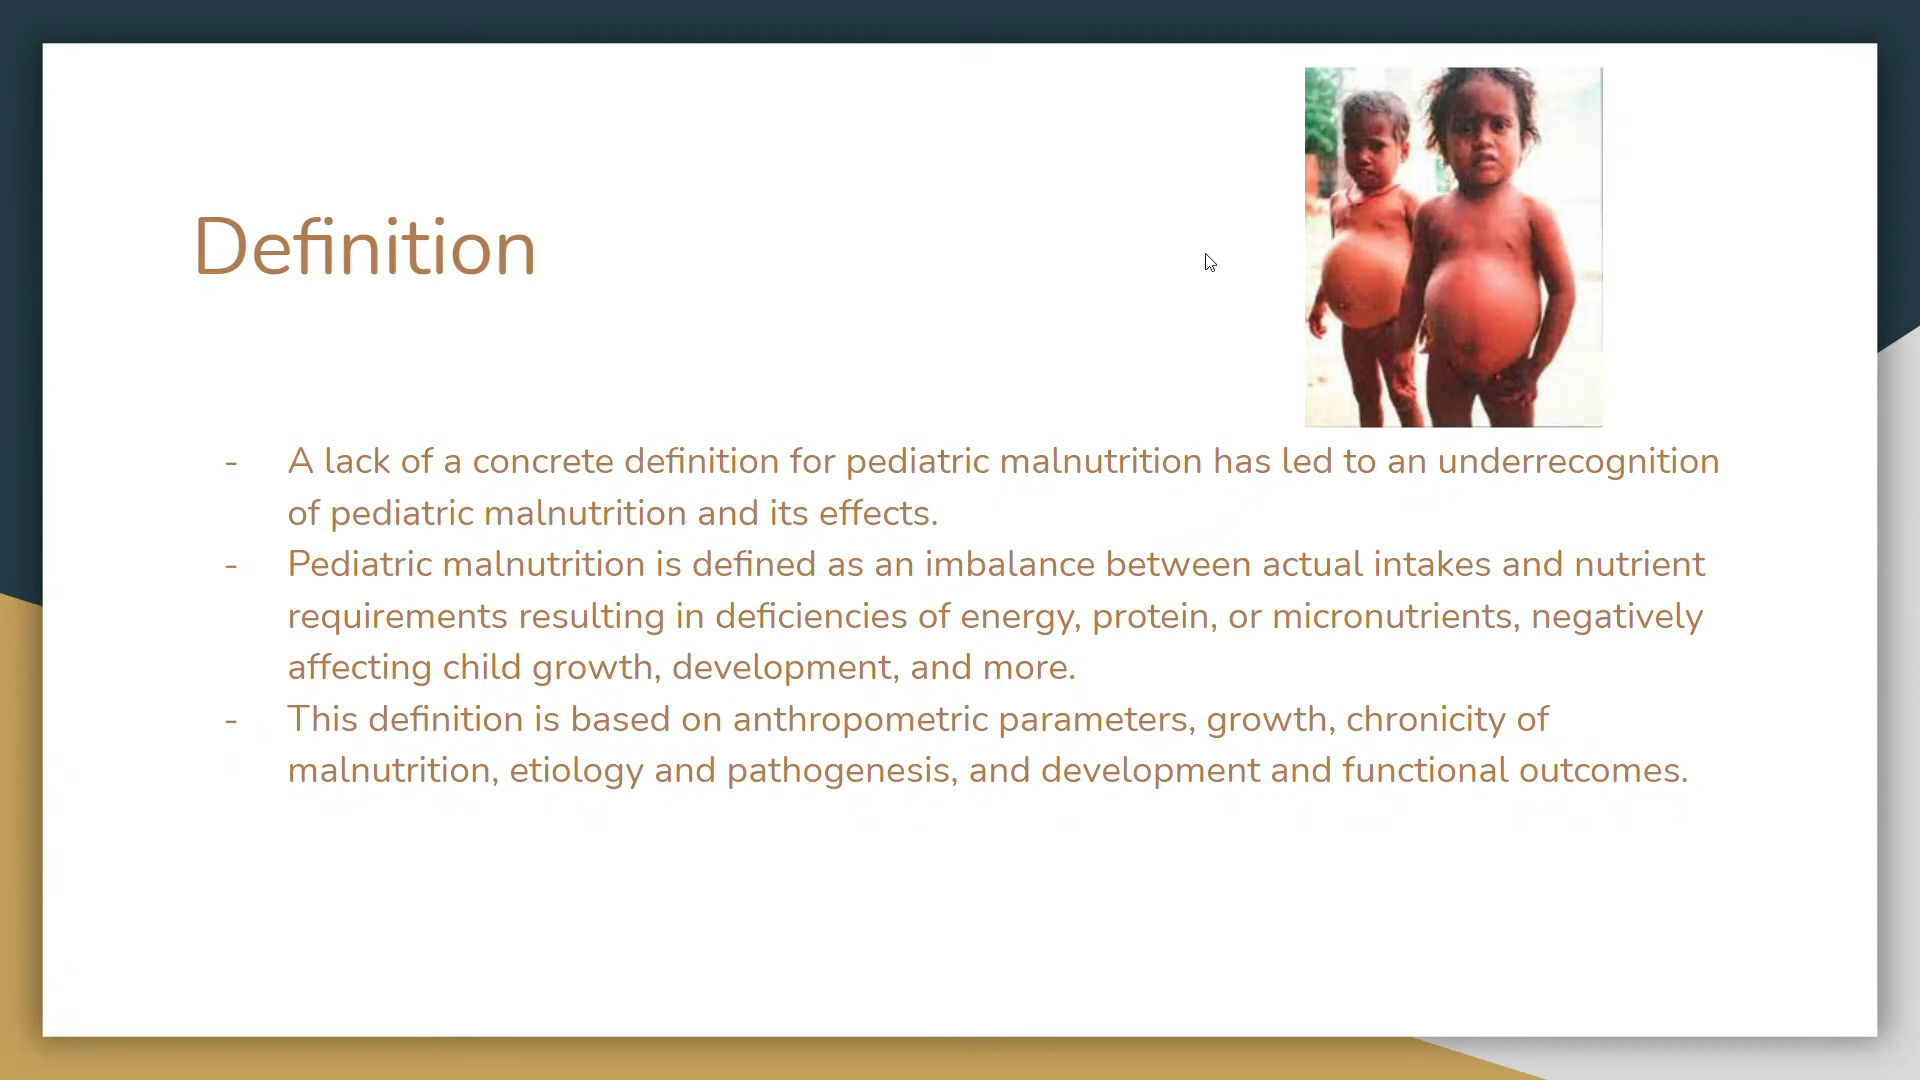 Definition
- A lack of a concrete definition for pediatric malnutrition has led to an underrecognition
of pediatric malnutrition and its effects.
- Pediatric malnutrition is defined as an imbalance between actual intakes and nutrient
requirements resulting in deficiencies of energy, protein, or micronutrients, negatively
affecting child growth, development, and more.
- This definition is based on anthropometric parameters, growth, chronicity of
malnutrition, etiology and pathogenesis, and development and functional outcomes.